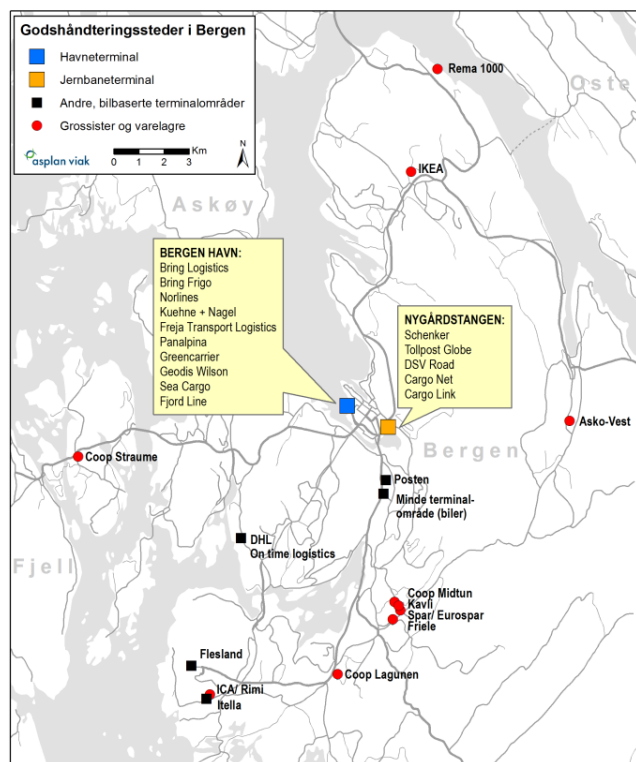 Godshåndteringssteder i Bergen
Havneterminal
Jernbaneterminal
Andre, bilbaserte terminalområder
Grossister og varelagre
asplan viak
0 1 2 3 Km
N
Rema 1000
Oste
IKEA
Askøy
BERGEN HAVN:
Bring Logistics
Bring Frigo
Norlines
Kuehne + Nagel
Freja Transport Logistics
Panalpina
Greencarrier
Geodis Wilson
Sea Cargo
Fjord Line
NYGÅRDSTANGEN:
Schenker
Tollpost Globe
DSV Road
Cargo Net
Cargo Link
Asko-Vest
Bergen
Coop Straume
Posten
Minde terminal-
område (biler)
DHL
On time logistics
Fjell
Coop Midtun
Kavli
Spar/ Eurospar
Friele
Flesland
Coop Lagunen
ICA/ Rimi
Itella